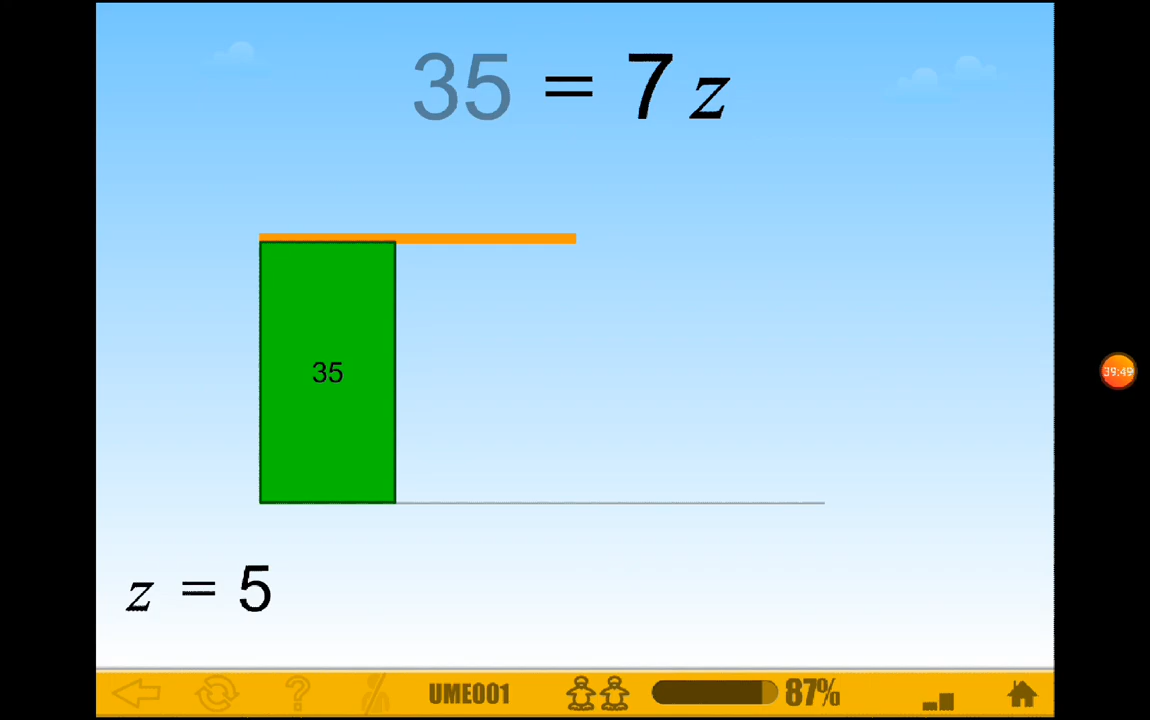 35 = 7z
35
39:49
z = 5
? UME001 87%